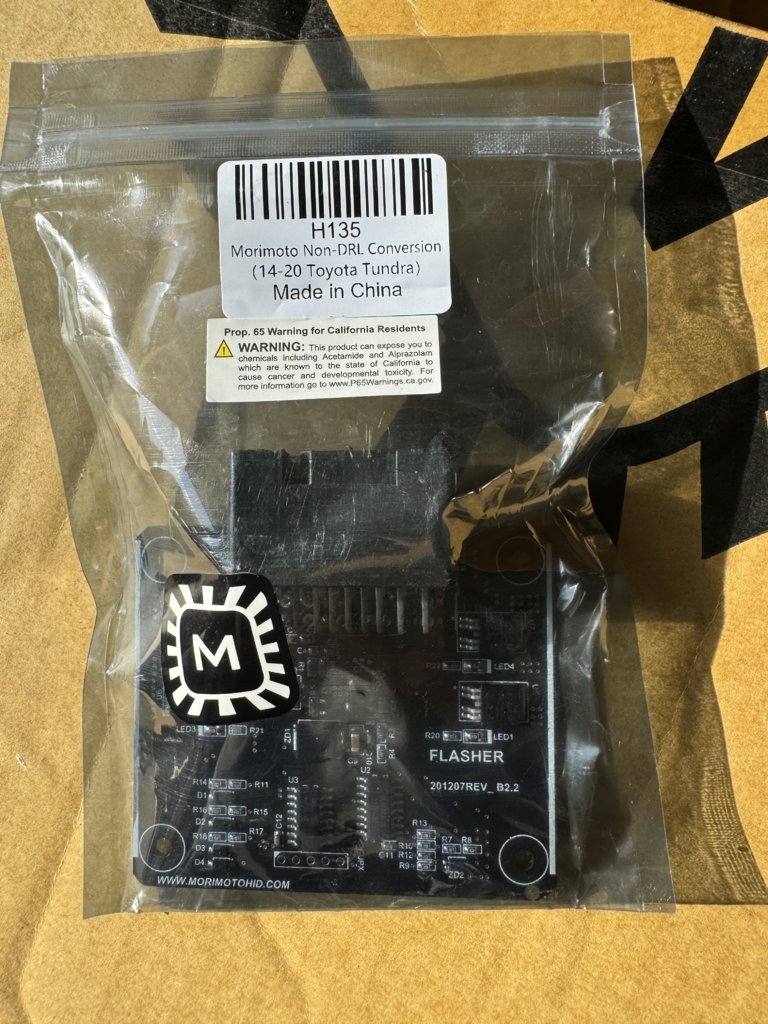 H135
Morimoto Non-DRL Conversion
(14-20 Toyota Tundra)
Made in China
Prop. 65 Warning for California Residents
WARNING: This product can expose you to
chemicals including Acetamide and Alprazolam
which are known to the state of California to
cause cancer and developmental toxicity. For
more information go to www.P65Warnings.ca.gov.
M
LED4
LED3 R21
ZD1
R4
R20 LED1
FLASHER
201207REV_B2.2
R14 R11
D1
R16 R15
D2
R18 R17
D3
D4
U3
U2
C12
C11
R13
R10
R12
R9
R7 R8
ZD2
WWW.MORIMOTOHID.COM